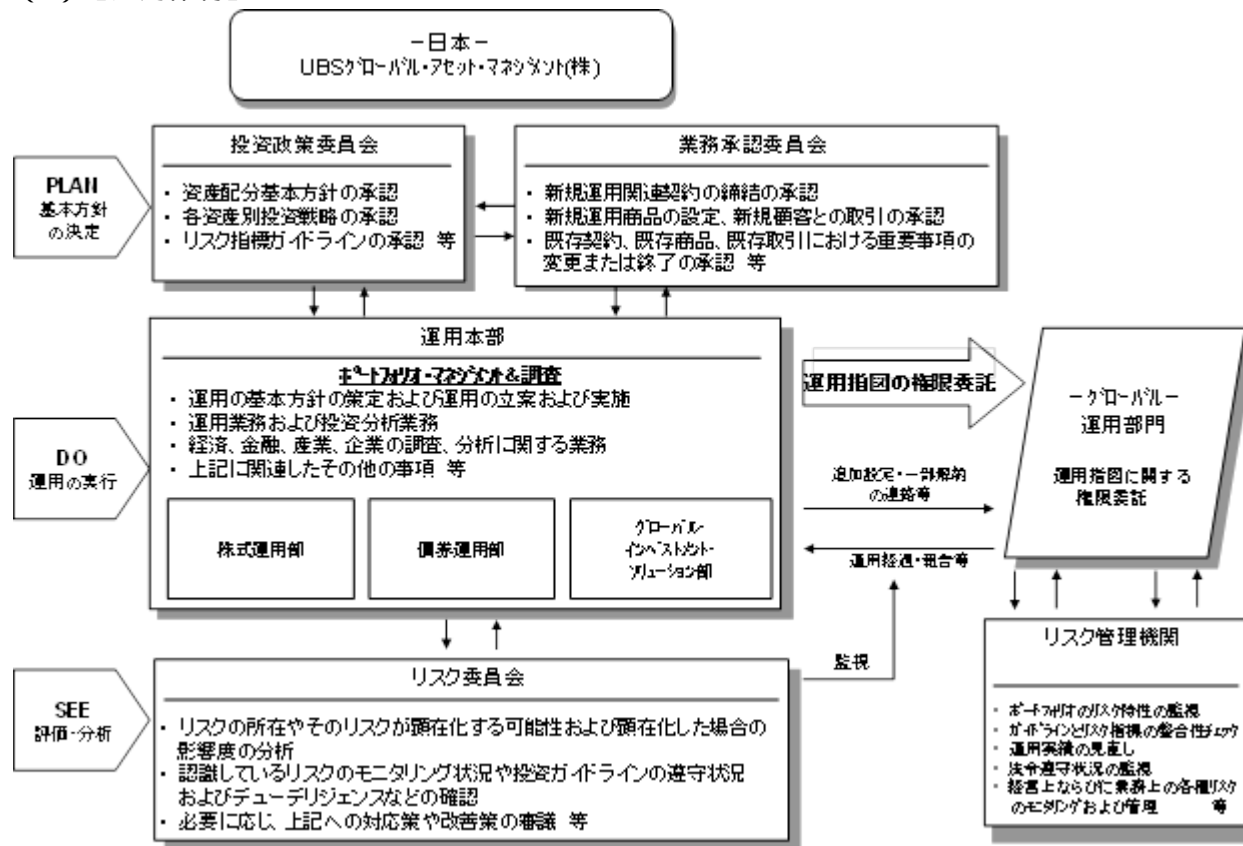 －日本－
UBSｸﾞﾛｰﾊﾞﾙ・ｱｾｯﾄ・ﾏﾈｼﾞﾒﾝﾄ(株)
PLAN
基本方針
の決定
投資政策委員会
・ 資産配分基本方針の承認
・ 各資産別投資戦略の承認
・ リスク指標ガイドラインの承認 等
業務承認委員会
・ 新規運用関連契約の締結の承認
・ 新規運用商品の設定、新規顧客との取引の承認
・ 既存契約、既存商品、既存取引における重要事項の
変更または終了の承認 等
DO
運用の実行
運用本部
ﾎﾟｰﾄﾌｫﾘｵ・ﾏﾈｼﾞﾒﾝﾄ&調査
・ 運用の基本方針の策定および運用の立案および実施
・ 運用業務および投資分析業務
・ 経済、金融、産業、企業の調査、分析に関する業務
・ 上記に関連したその他の事項 等
株式運用部
債券運用部
ｸﾞﾛｰﾊﾞﾙ・
ｲﾝﾍﾞｽﾄﾒﾝﾄ・
ｿﾘｭｰｼｮﾝ部
運用指図の権限委託
追加設定・一部解約
の連絡等
運用経過・報告等
監視
－ｸﾞﾛｰﾊﾞﾙ－
運用部門
運用指図に関する
権限委託
SEE
評価・分析
リスク委員会
・ リスクの所在やそのリスクが顕在化する可能性および顕在化した場合の
影響度の分析
・ 認識しているリスクのモニタリング状況や投資ガイドラインの遵守状況
およびデューデリジェンスなどの確認
・ 必要に応じ、上記への対応策や改善策の審議 等
リスク管理機関
・ ﾎﾟｰﾄﾌｫﾘｵのﾘｽｸ特性の監視
・ ｶﾞｲﾄﾞﾗｲﾝとﾘｽｸ指標の整合性ﾁｪｯｸ
・ 運用実績の見直し
・ 法令遵守状況の監視
・ 経営上ならびに業務上の各種ﾘｽｸ
のﾓﾆﾀﾘﾝｸﾞおよび管理 等